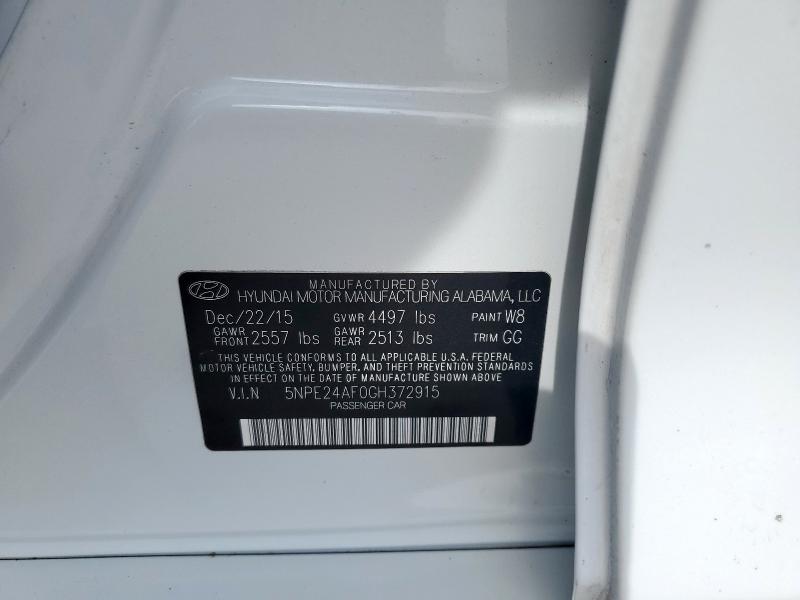 MANUFACTURED BY
HYUNDAI MOTOR MANUFACTURING ALABAMA, LLC
Dec/22/15 GVWR 4497 lbs PAINT W8
GAWR FRONT 2557 lbs GAWR REAR 2513 lbs TRIM GG
THIS VEHICLE CONFORMS TO ALL APPLICABLE U.S.A. FEDERAL
MOTOR VEHICLE SAFETY, BUMPER, AND THEFT PREVENTION STANDARDS
IN EFFECT ON THE DATE OF MANUFACTURE SHOWN ABOVE
V.I.N 5NPE24AF0GH372915
PASSENGER CAR